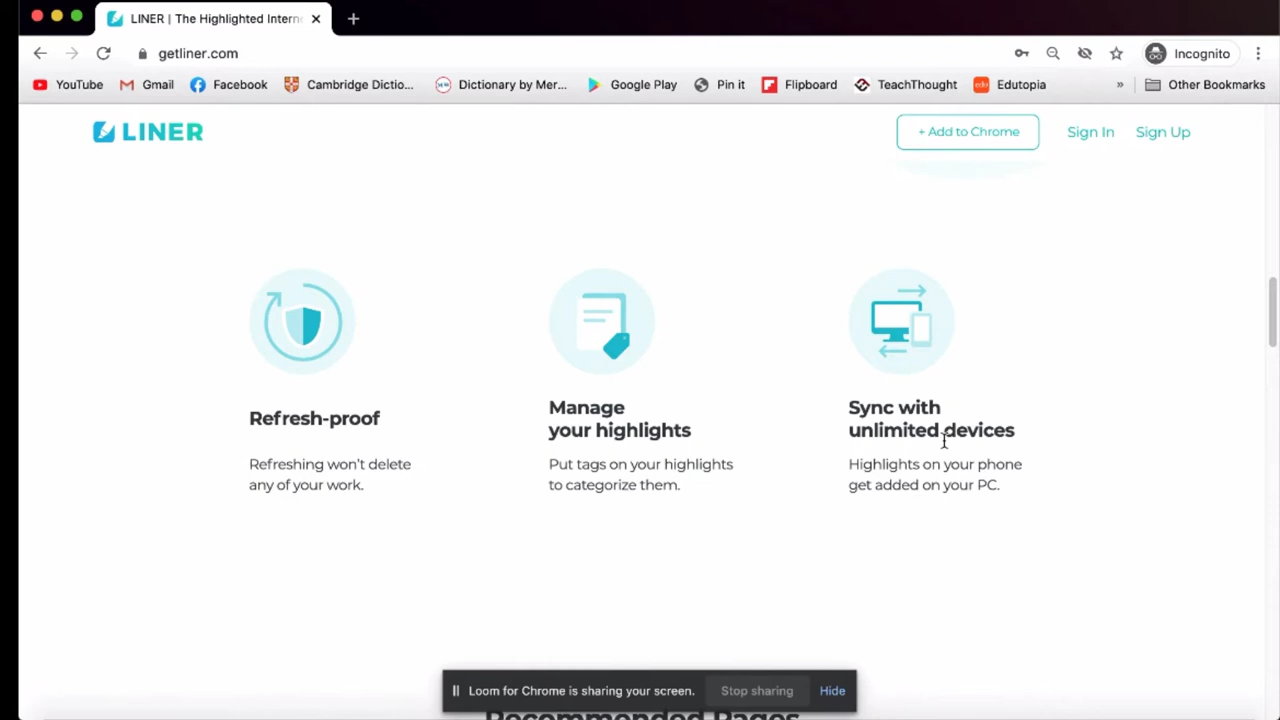 LINER | The Highlighted Intern
getliner.com
Incognito
YouTube
Gmail
Facebook
Cambridge Dictio...
Dictionary by Mer...
Google Play
Pin it
Flipboard
TeachThought
edu
Edutopia
»
Other Bookmarks
LINER
+ Add to Chrome
Sign In
Sign Up
Refresh-proof
Refreshing won't delete
any of your work.
Manage
your highlights
Put tags on your highlights
to categorize them.
Sync with
unlimited devices
Highlights on your phone
get added on your PC.
Loom for Chrome is sharing your screen.
Stop sharing
Hide
Recommended Pages